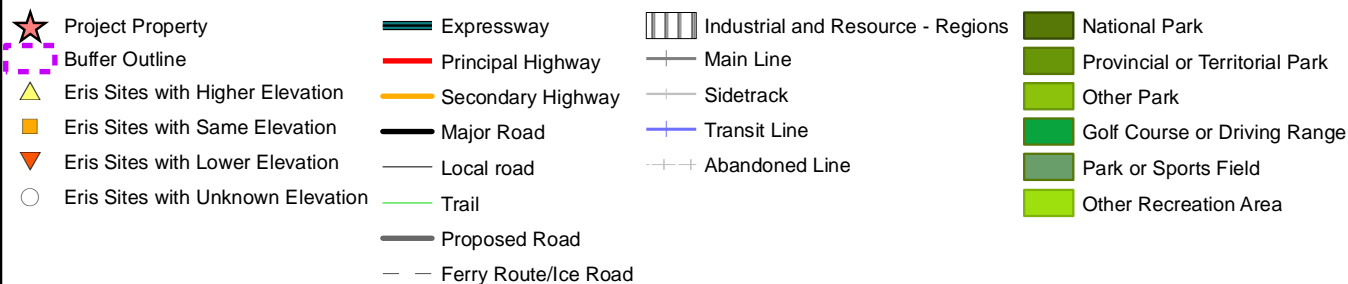 Project Property
Buffer Outline
Eris Sites with Higher Elevation
Eris Sites with Same Elevation
Eris Sites with Lower Elevation
Eris Sites with Unknown Elevation
Expressway
Principal Highway
Secondary Highway
Major Road
Local road
Trail
Proposed Road
Ferry Route/Ice Road
Industrial and Resource - Regions
Main Line
Sidetrack
Transit Line
Abandoned Line
National Park
Provincial or Territorial Park
Other Park
Golf Course or Driving Range
Park or Sports Field
Other Recreation Area